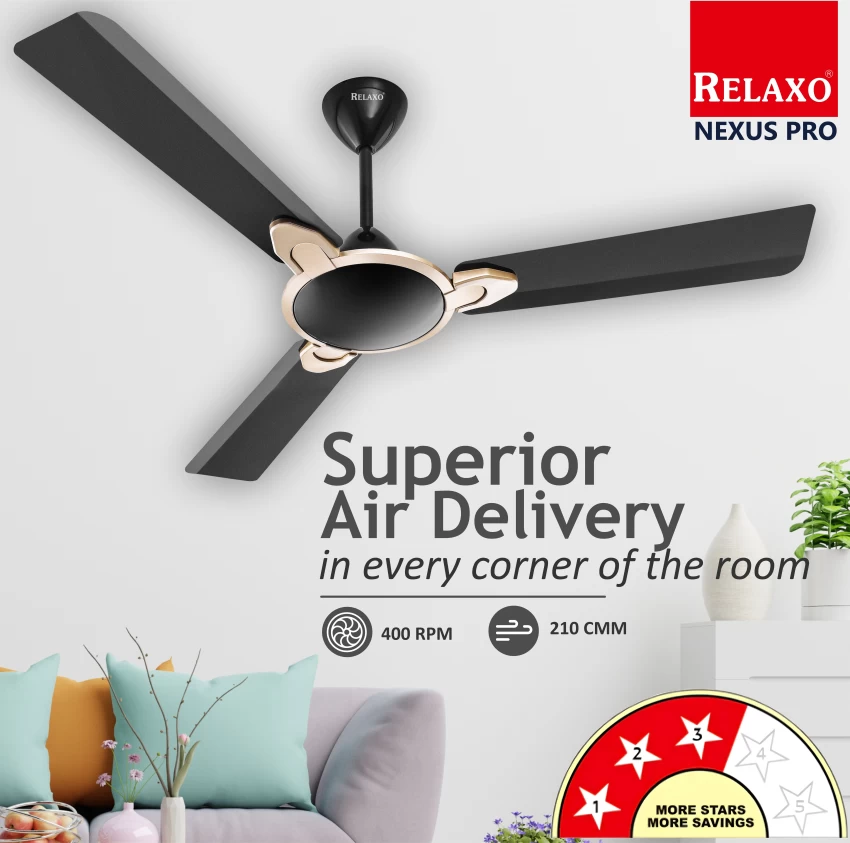 RELAXO
RELAXO®
NEXUS PRO
Superior
Air Delivery
in every corner of the room
400 RPM
210 CMM
1
2
3
4
5
MORE STARS
MORE SAVINGS